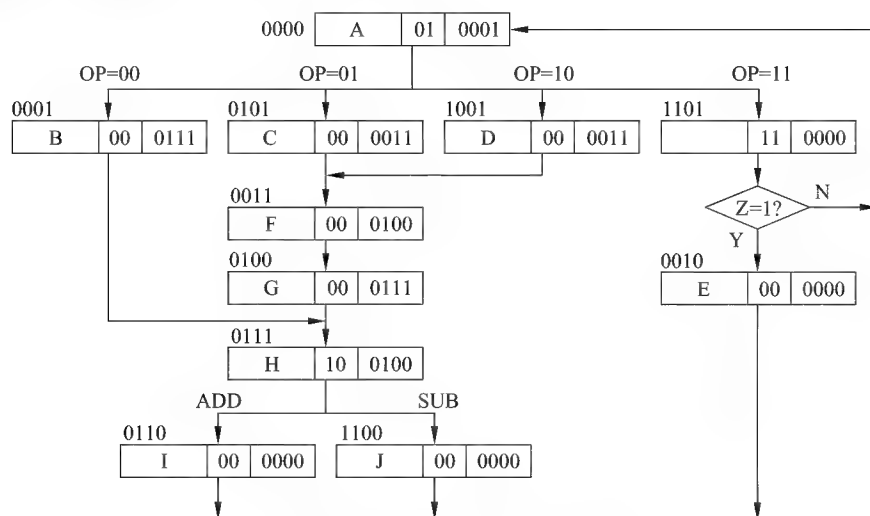 0000 A 01 0001
OP=00 OP=01 OP=10 OP=11
0001 0101 1001 1101
B 00 0111 C 00 0011 D 00 0011 11 0000
0011
F 00 0100
Z=1? N
Y
0100 0010
G 00 0111 E 00 0000
0111
H 10 0100
ADD SUB
0110 1100
I 00 0000 J 00 0000